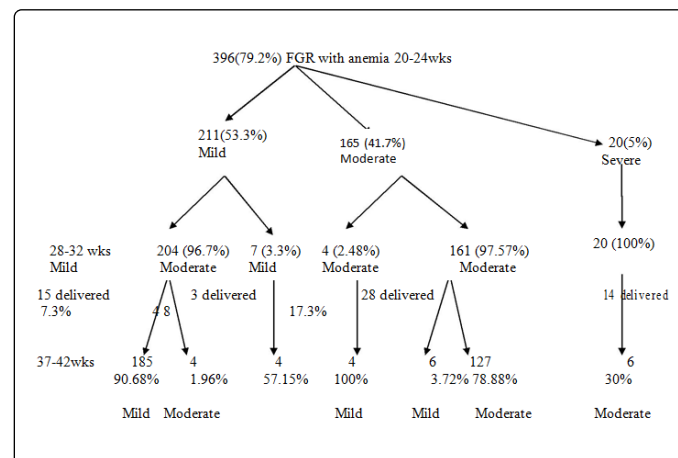 396(79.2%) FGR with anemia 20-24wks
211(53.3%) 165 (41.7%) 20(5%)
Mild Moderate Severe
28-32 wks 204 (96.7%) 7 (3.3%) 4 (2.48%) 161 (97.57%) 20 (100%)
Mild Moderate Mild Moderate Moderate
15 delivered 3 delivered 28 delivered 14 delivered
7.3% 4 8 17.3%
37-42wks 185 4 4 4 6 127 6
90.68% 1.96% 57.15% 100% 3.72% 78.88% 30%
Mild Moderate Mild Mild Moderate Moderate